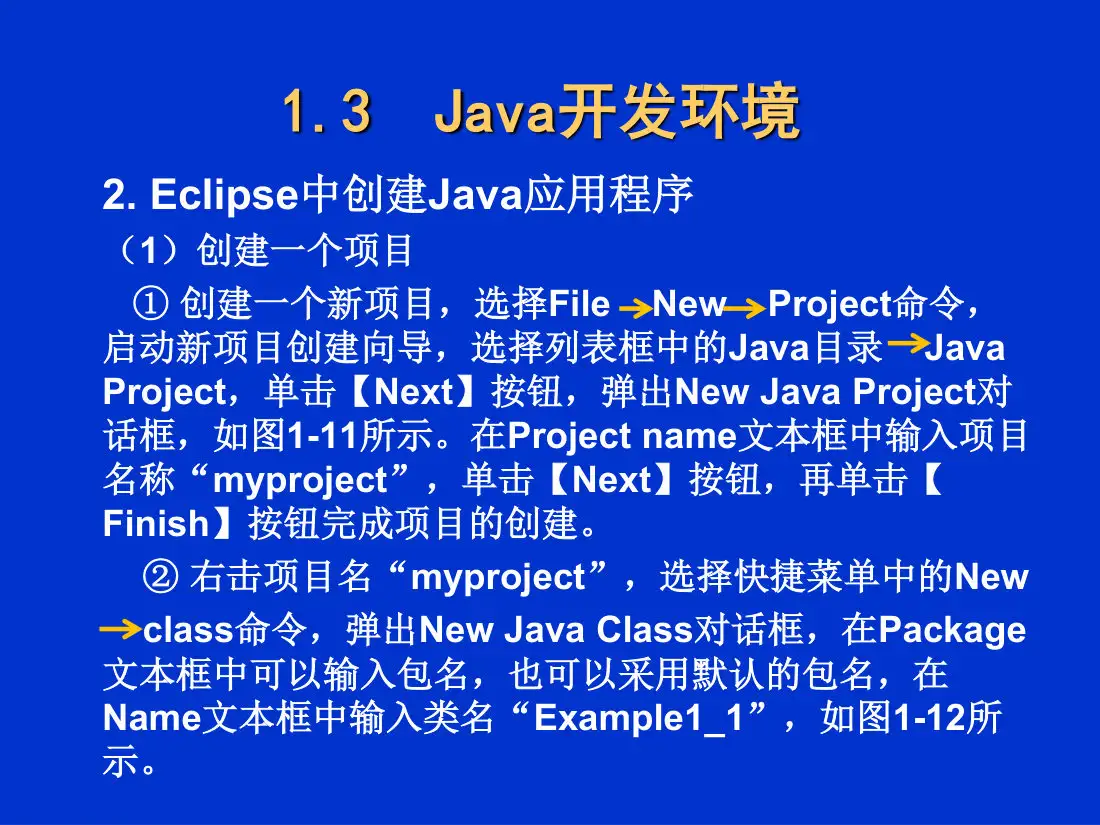 1.3 Java开发环境
2. Eclipse中创建Java应用程序
（1）创建一个项目
① 创建一个新项目，选择File → New → Project命令，
启动新项目创建向导，选择列表框中的Java目录 → Java
Project，单击【Next】按钮，弹出New Java Project对
话框，如图1-11所示。在Project name文本框中输入项目
名称“myproject”，单击【Next】按钮，再单击【
Finish】按钮完成项目的创建。
② 右击项目名“myproject”，选择快捷菜单中的New
→ class命令，弹出New Java Class对话框，在Package
文本框中可以输入包名，也可以采用默认的包名，在
Name文本框中输入类名“Example1_1”，如图1-12所
示。